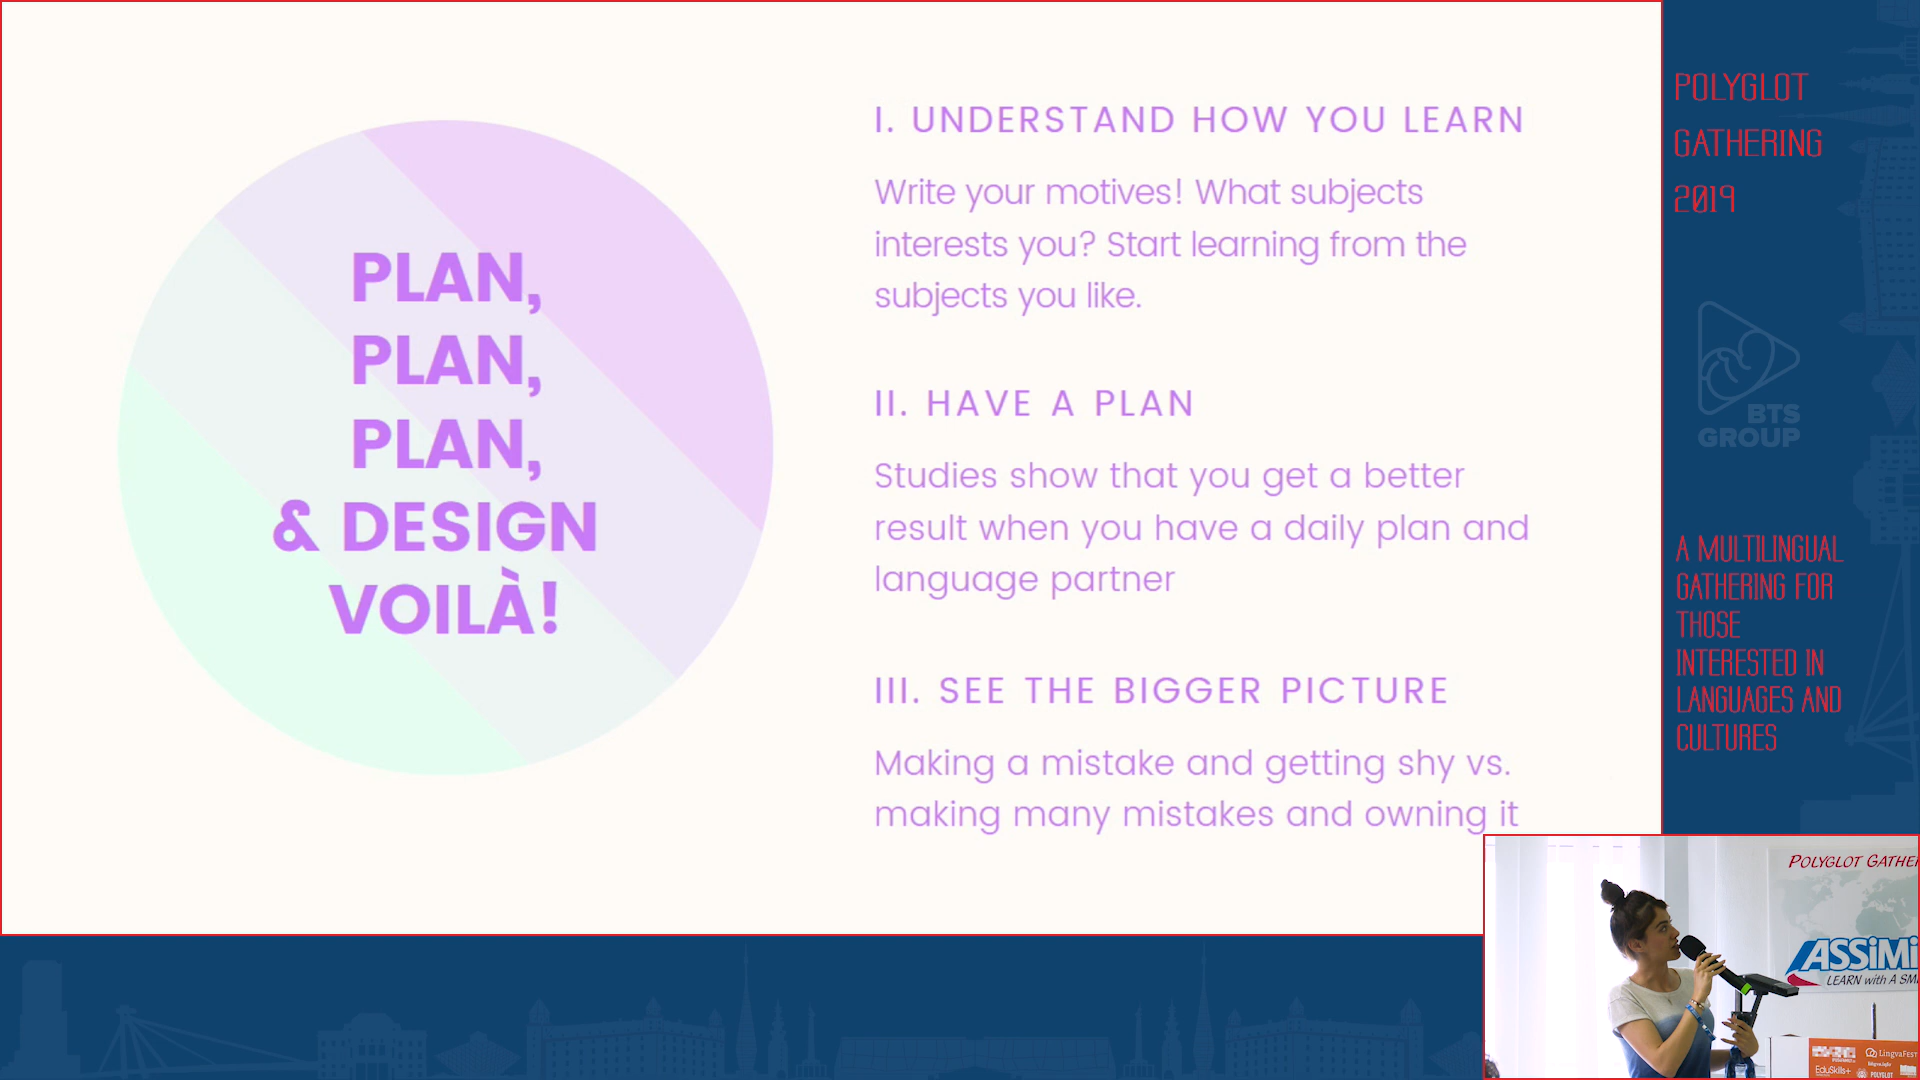 PLAN,
PLAN,
PLAN,
& DESIGN
VOILÀ!
I. UNDERSTAND HOW YOU LEARN
Write your motives! What subjects
interests you? Start learning from the
subjects you like.
II. HAVE A PLAN
Studies show that you get a better
result when you have a daily plan and
language partner
III. SEE THE BIGGER PICTURE
Making a mistake and getting shy vs.
making many mistakes and owning it
POLYGLOT
GATHERING
2019
BTS
GROUP
A MULTILINGUAL
GATHERING FOR
THOSE
INTERESTED IN
LANGUAGES AND
CULTURES
POLYGLOT GATHE
ASSiMi
LEARN with A SM
LingvaFest
EduSkills+
POLYGLOT